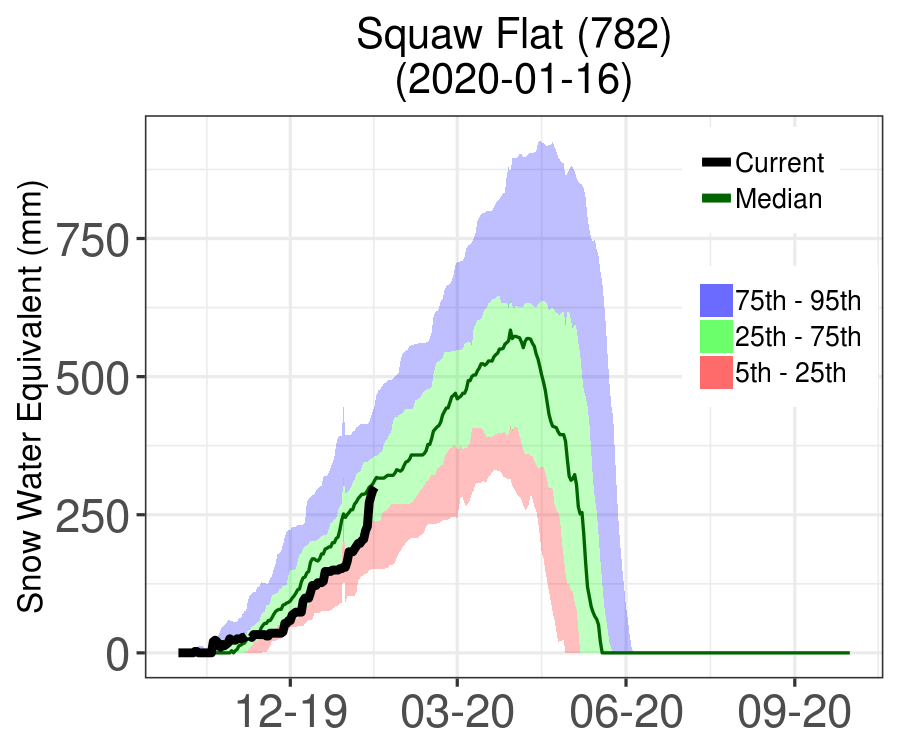 Squaw Flat (782)
(2020-01-16)
Snow Water Equivalent (mm)
750
500
250
0
12-19
03-20
06-20
09-20
Current
Median
75th - 95th
25th - 75th
5th - 25th